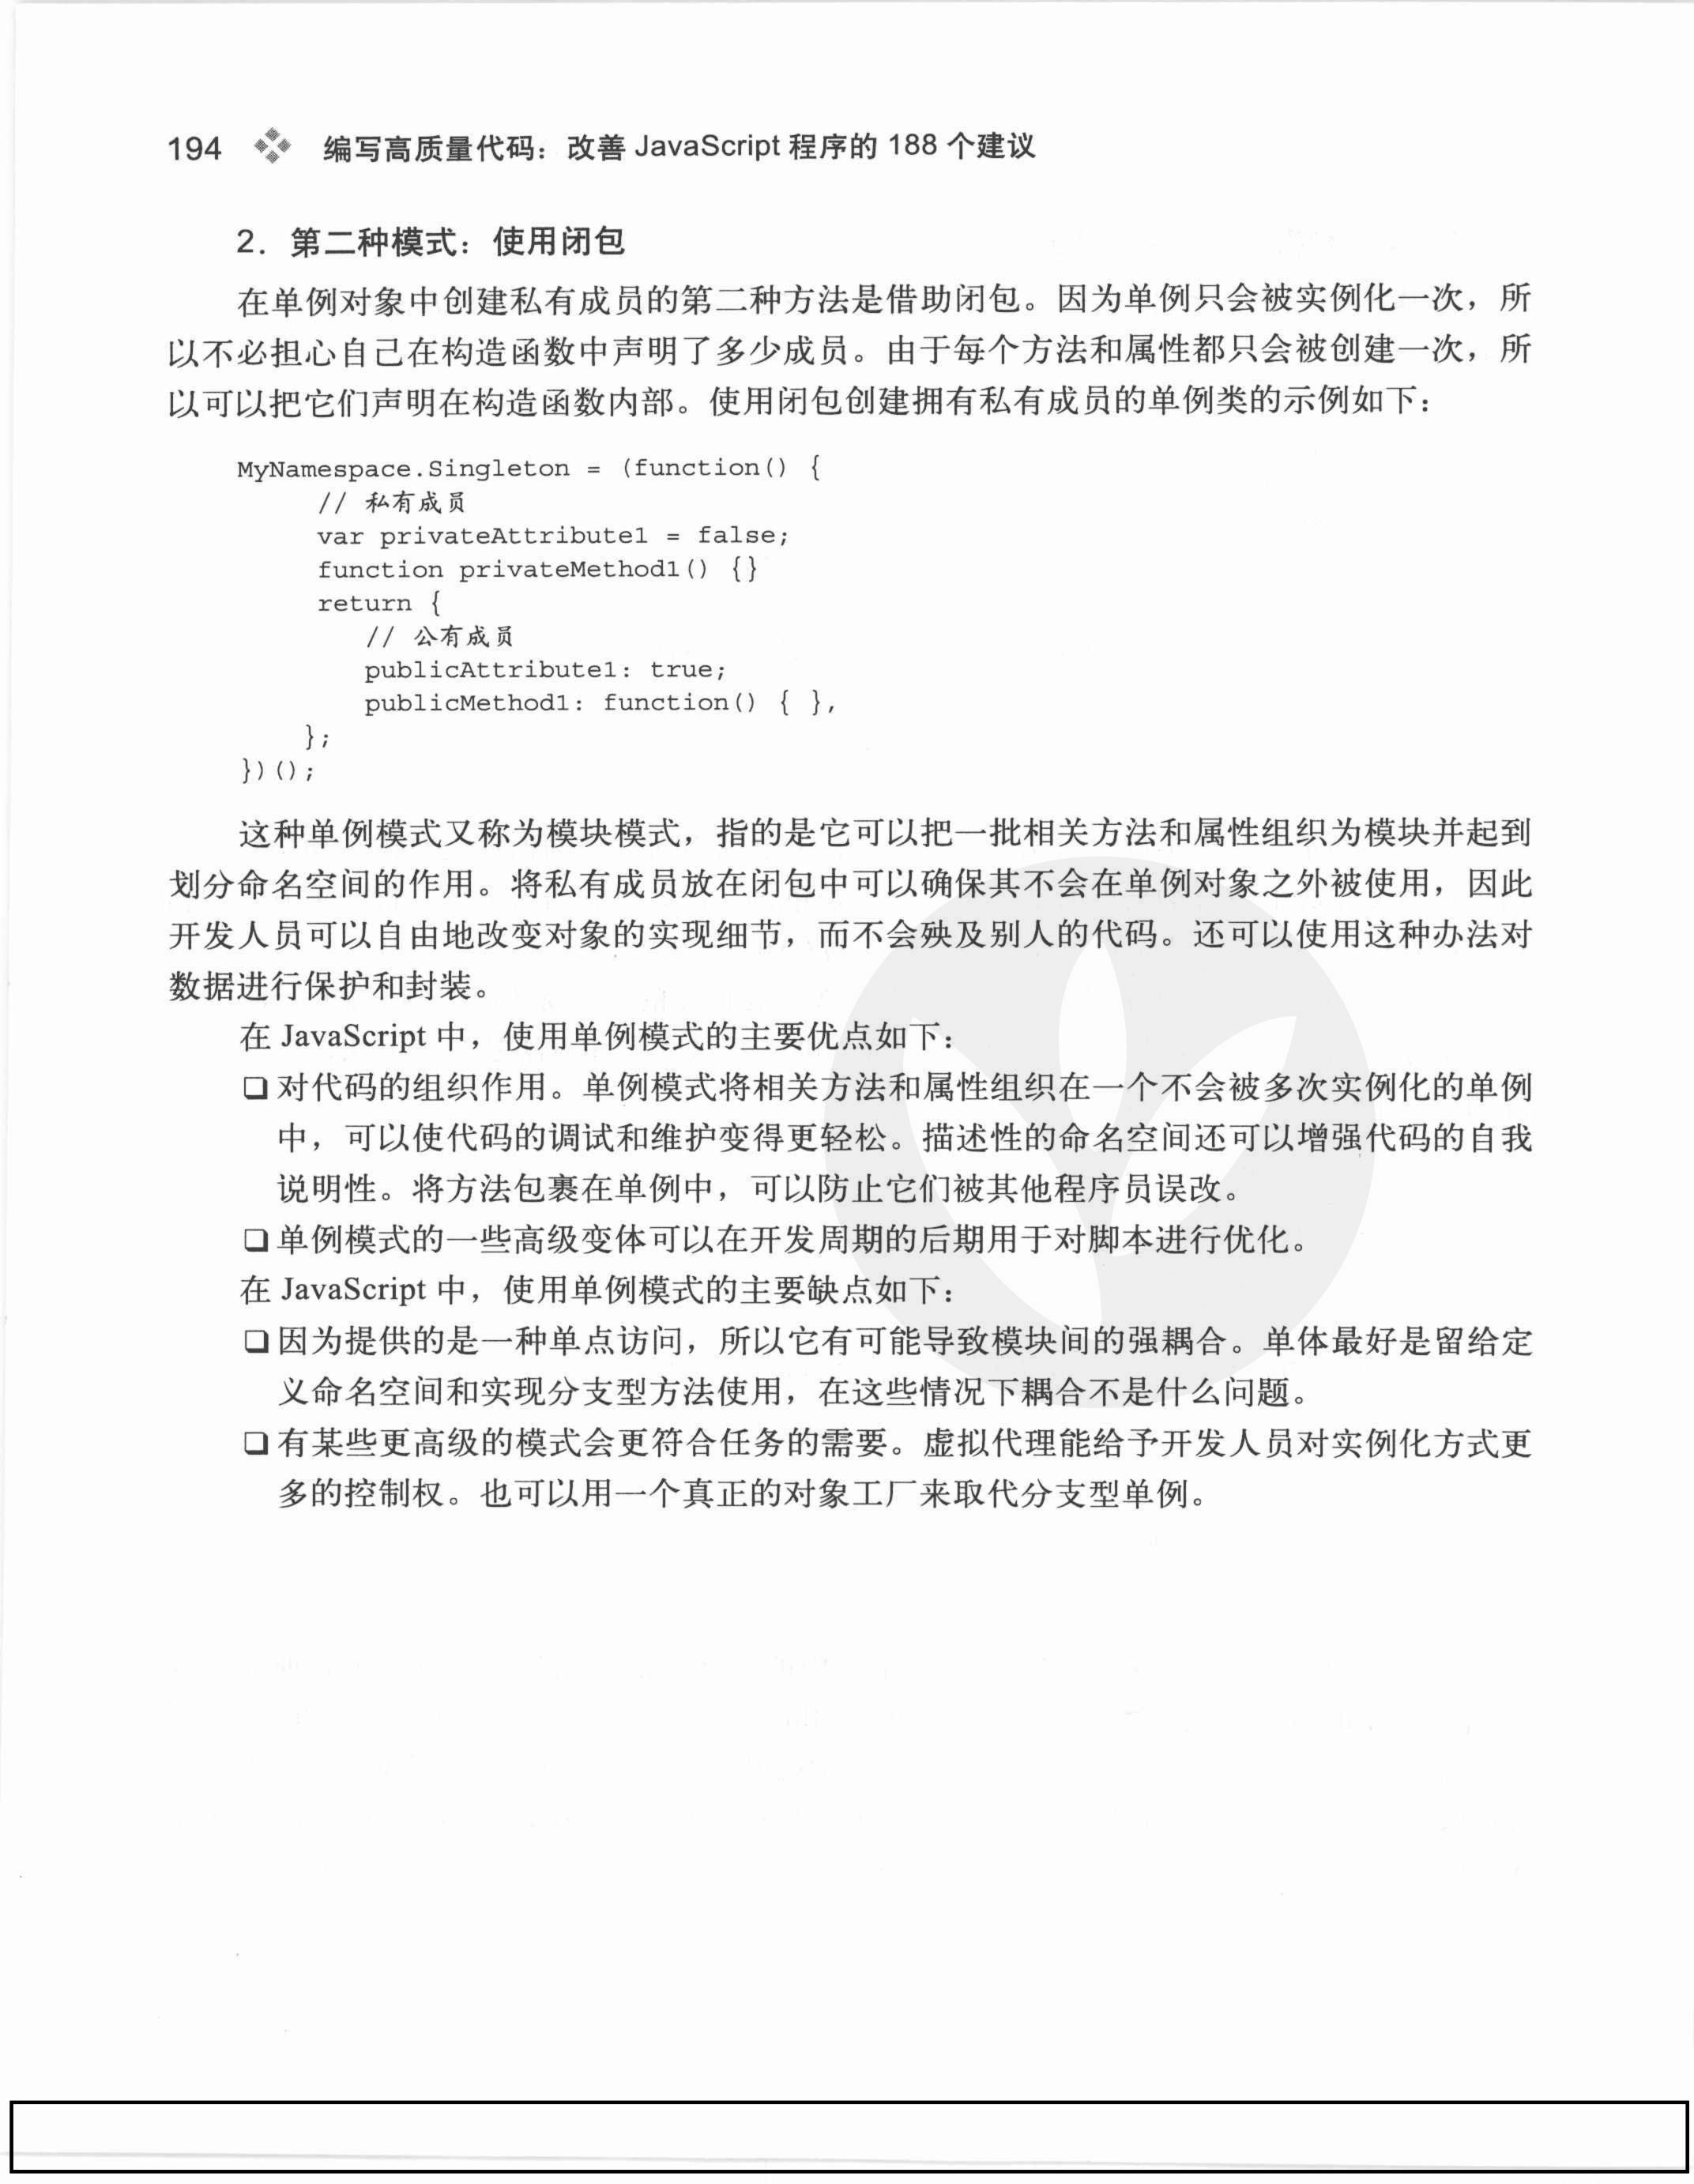 194 编写高质量代码：改善 JavaScript 程序的 188 个建议
2. 第二种模式：使用闭包
在单例对象中创建私有成员的第二种方法是借助闭包。因为单例只会被实例化一次，所
以不必担心自己在构造函数中声明了多少成员。由于每个方法和属性都只会被创建一次，所
以可以把它们声明在构造函数内部。使用闭包创建拥有私有成员的单例类的示例如下：
MyNamespace.Singleton = (function() {
// 私有成员
var privateAttribute1 = false;
function privateMethod1() {}
return {
// 公有成员
publicAttribute1: true;
publicMethod1: function() { },
};
})();
这种单例模式又称为模块模式，指的是它可以把一批相关方法和属性组织为模块并起到
划分命名空间的作用。将私有成员放在闭包中可以确保其不会在单例对象之外被使用，因此
开发人员可以自由地改变对象的实现细节，而不会殃及别人的代码。还可以使用这种办法对
数据进行保护和封装。
在 JavaScript 中，使用单例模式的主要优点如下：
❑ 对代码的组织作用。单例模式将相关方法和属性组织在一个不会被多次实例化的单例
中，可以使代码的调试和维护变得更轻松。描述性的命名空间还可以增强代码的自我
说明性。将方法包裹在单例中，可以防止它们被其他程序员误改。
❑ 单例模式的一些高级变体可以在开发周期的后期用于对脚本进行优化。
在 JavaScript 中，使用单例模式的主要缺点如下：
❑ 因为提供的是一种单点访问，所以它有可能导致模块间的强耦合。单体最好是留给定
义命名空间和实现分支型方法使用，在这些情况下耦合不是什么问题。
❑ 有某些更高级的模式会更符合任务的需要。虚拟代理能给予开发人员对实例化方式更
多的控制权。也可以用一个真正的对象工厂来取代分支型单例。